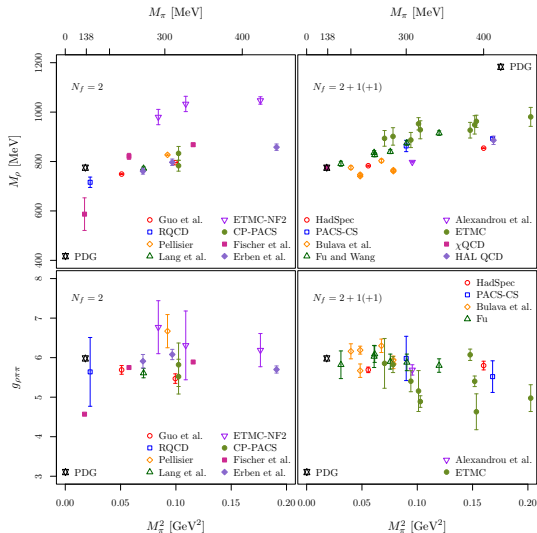 M_π [MeV] M_π [MeV]
0 138 300 400 0 138 300 400
1200
1000
800
600
400
M_ρ [MeV]
N_f = 2
PDG
Guo et al.
RQCD
Pellisier
Lang et al.
ETMC-NF2
CP-PACS
Fischer et al.
Erben et al.
N_f = 2 + 1(+1)
PDG
HadSpec
PACS-CS
Bulava et al.
Fu and Wang
Alexandrou et al.
ETMC
χQCD
HAL QCD
8
7
6
5
4
3
g_ρππ
N_f = 2
PDG
Guo et al.
RQCD
Pellisier
Lang et al.
ETMC-NF2
CP-PACS
Fischer et al.
Erben et al.
N_f = 2 + 1(+1)
HadSpec
PACS-CS
Bulava et al.
Fu
PDG
Alexandrou et al.
ETMC
0.00 0.05 0.10 0.15 0.20 0.00 0.05 0.10 0.15 0.20
M_π^2 [GeV^2] M_π^2 [GeV^2]